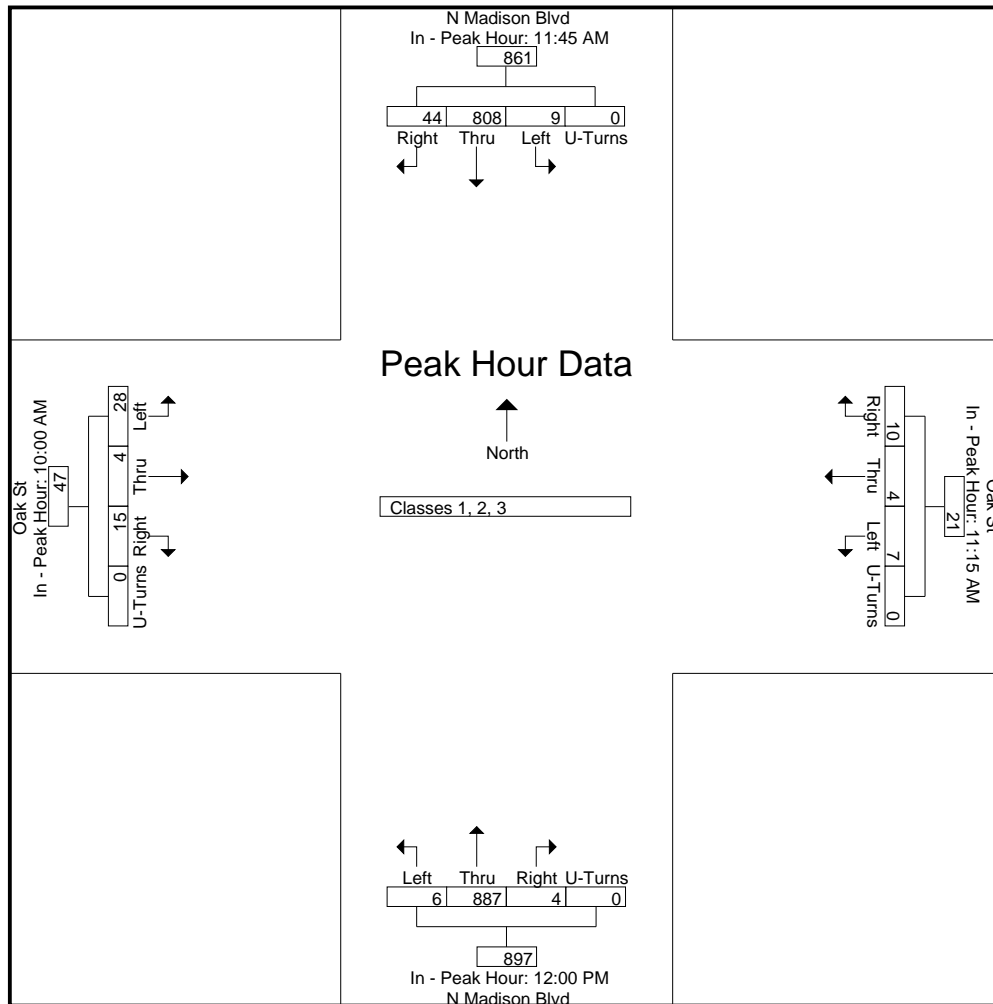 N Madison Blvd
In - Peak Hour: 11:45 AM
861
44 808 9 0
Right Thru Left U-Turns
Peak Hour Data
North
Classes 1, 2, 3
Oak St
In - Peak Hour: 10:00 AM
47
28 4 15 0
Left Thru Right U-Turns
Oak St
In - Peak Hour: 11:15 AM
21
10 4 7 0
Right Thru Left U-Turns
Left Thru Right U-Turns
6 887 4 0
897
In - Peak Hour: 12:00 PM
N Madison Blvd